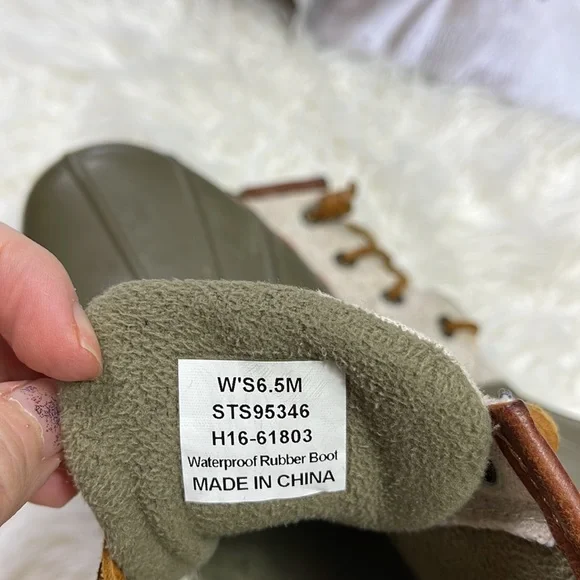 W'S6.5M
STS95346
H16-61803
Waterproof Rubber Boot
MADE IN CHINA